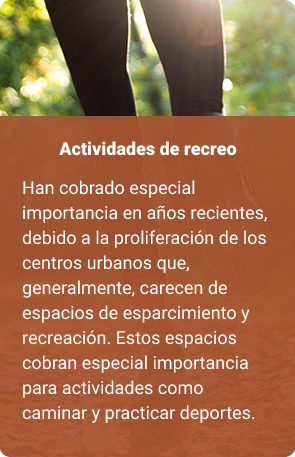 Actividades de recreo
Han cobrado especial
importancia en años recientes,
debido a la proliferación de los
centros urbanos que,
generalmente, carecen de
espacios de esparcimiento y
recreación. Estos espacios
cobran especial importancia
para actividades como
caminar y practicar deportes.